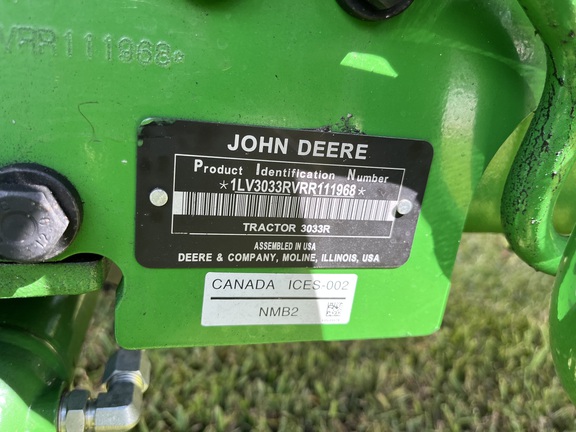 VRR111968*
JOHN DEERE
Product Identification Number
*1LV3033RVRR111968*
TRACTOR 3033R
ASSEMBLED IN USA
DEERE & COMPANY, MOLINE, ILLINOIS, USA
CANADA ICES-002
NMB2